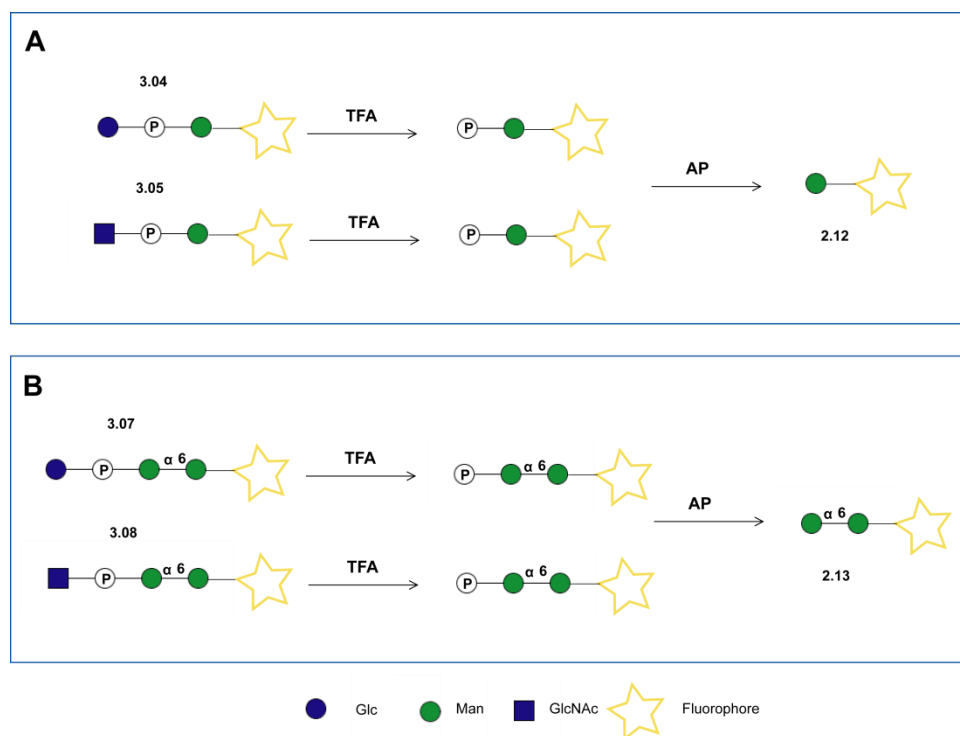 A
3.04
P
TFA
P
3.05
P
TFA
P
AP
2.12
B
3.07
P
α 6
TFA
P
α 6
3.08
P
α 6
TFA
P
α 6
AP
α 6
2.13
Glc
Man
GlcNAc
Fluorophore